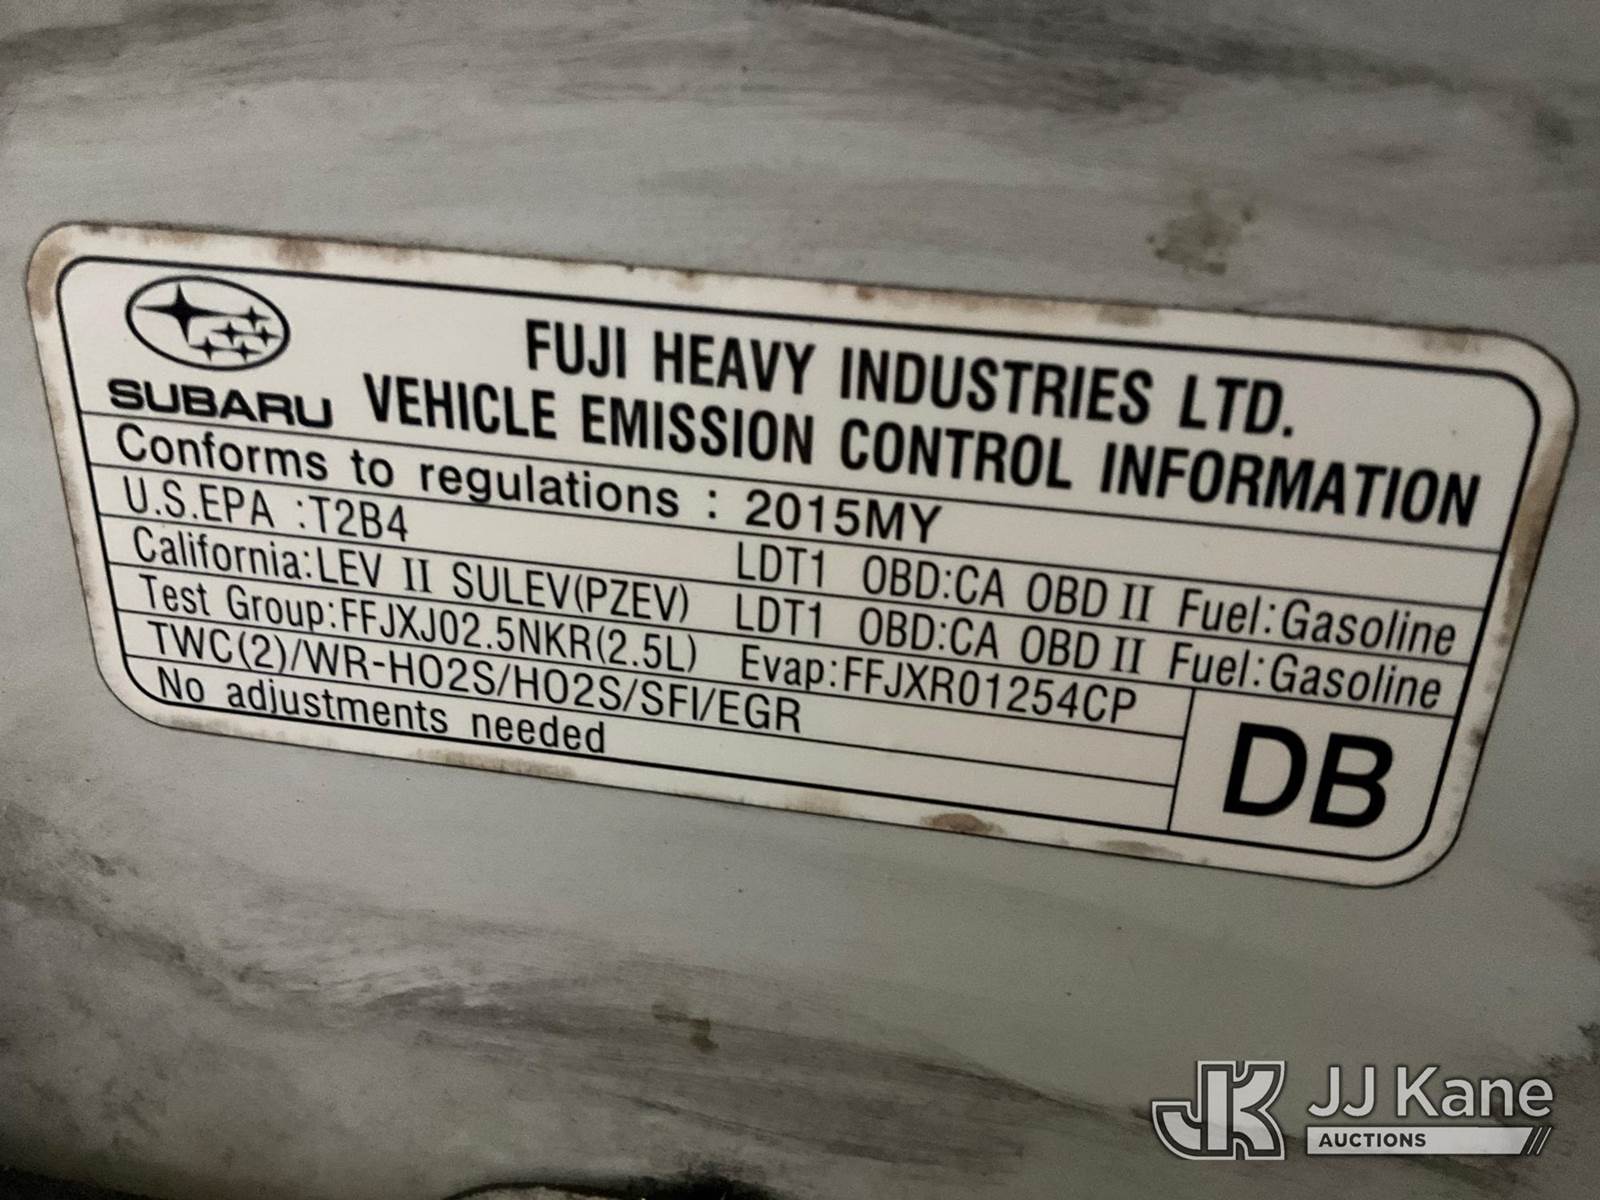 FUJI HEAVY INDUSTRIES LTD.
SUBARU VEHICLE EMISSION CONTROL INFORMATION
Conforms to regulations : 2015MY
U.S.EPA :T2B4 LDT1 OBD:CA OBD II Fuel:Gasoline
California:LEV II SULEV(PZEV) LDT1 OBD:CA OBD II Fuel:Gasoline
Test Group:FFJXJ02.5NKR(2.5L) Evap:FFJXR01254CP
TWC(2)/WR-HO2S/HO2S/SFI/EGR
No adjustments needed
DB
JK JJ Kane
AUCTIONS